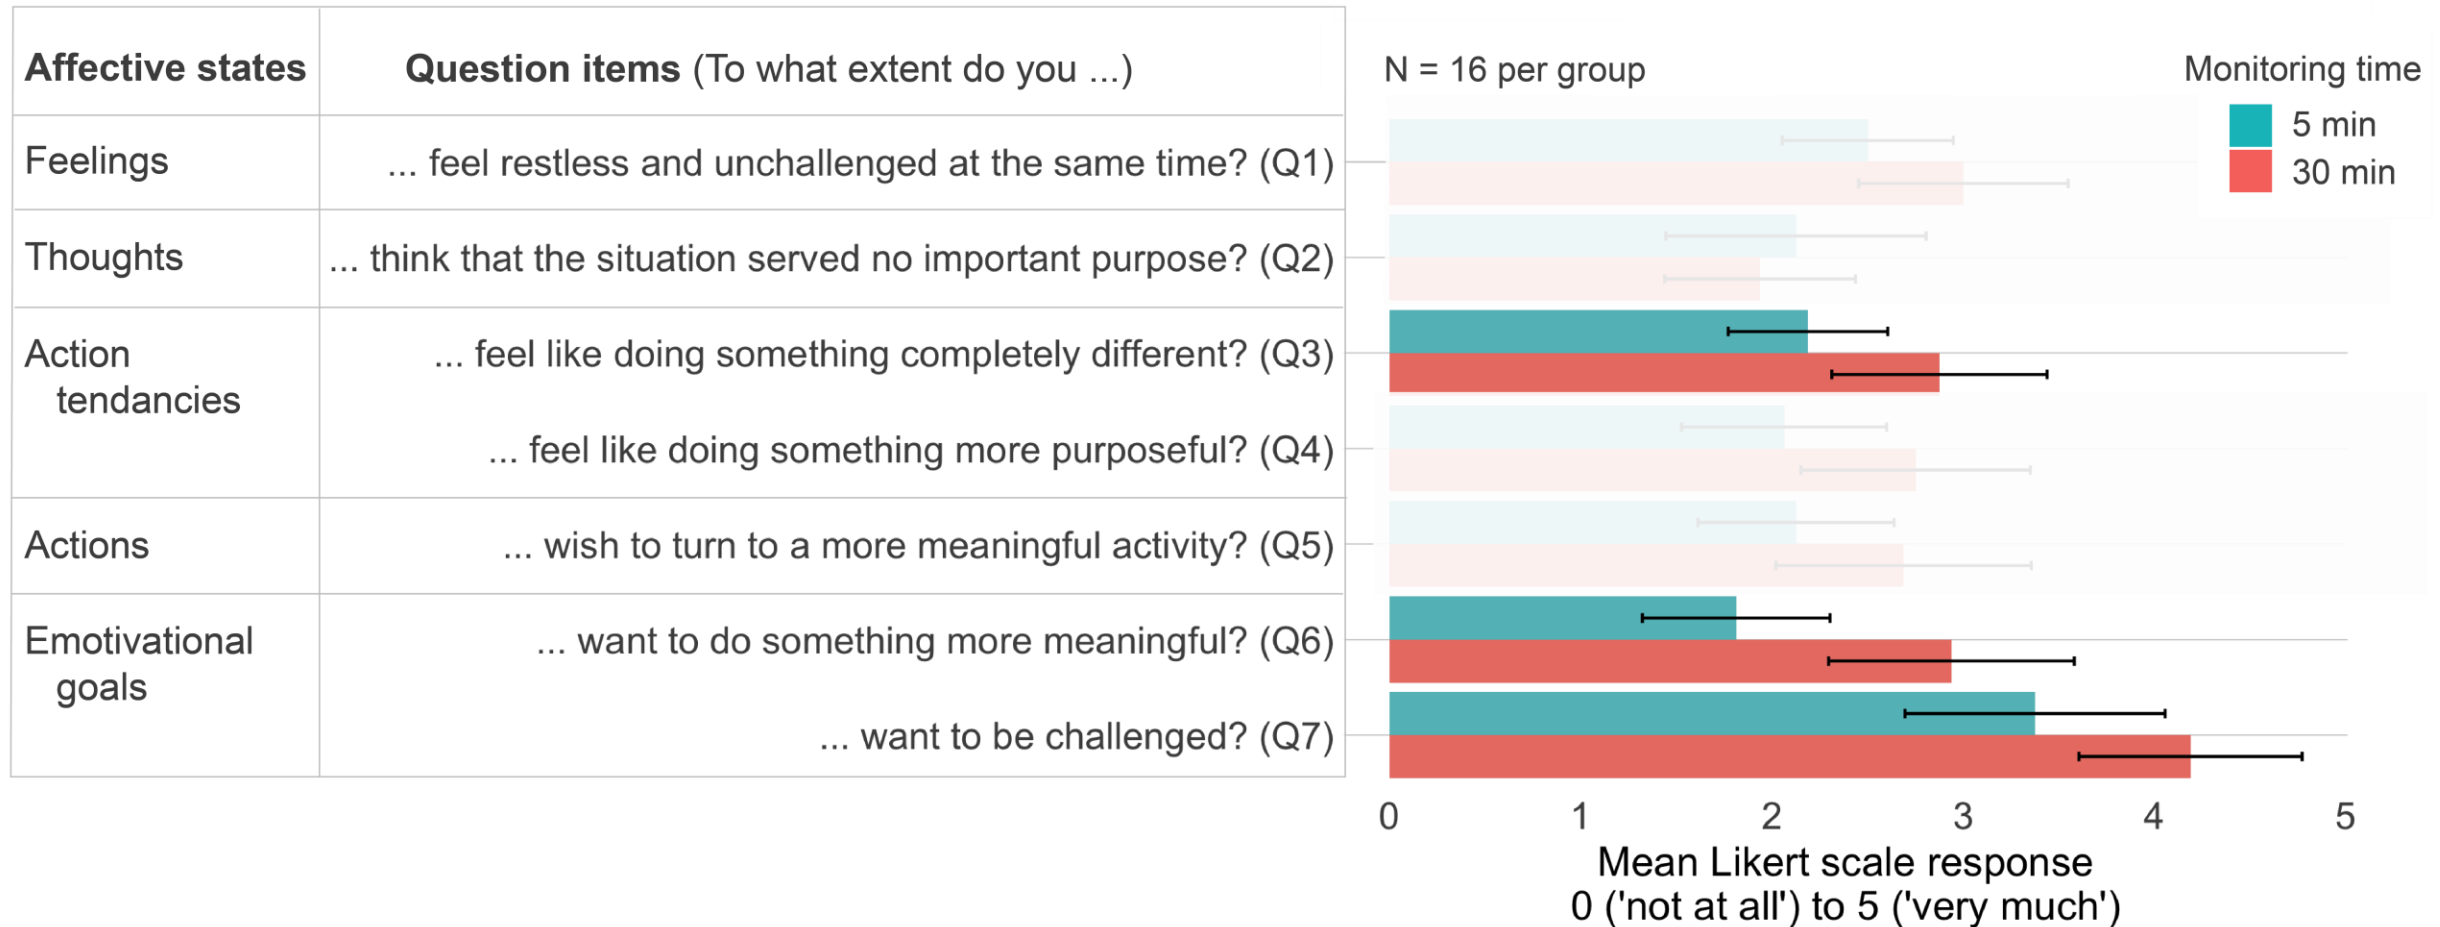 Affective states
Question items (To what extent do you ...)
N = 16 per group
Monitoring time
5 min
30 min
Feelings
... feel restless and unchallenged at the same time? (Q1)
Thoughts
... think that the situation served no important purpose? (Q2)
Action
tendancies
... feel like doing something completely different? (Q3)
... feel like doing something more purposeful? (Q4)
Actions
... wish to turn to a more meaningful activity? (Q5)
Emotivational
goals
... want to do something more meaningful? (Q6)
... want to be challenged? (Q7)
0 1 2 3 4 5
Mean Likert scale response
0 ('not at all') to 5 ('very much')